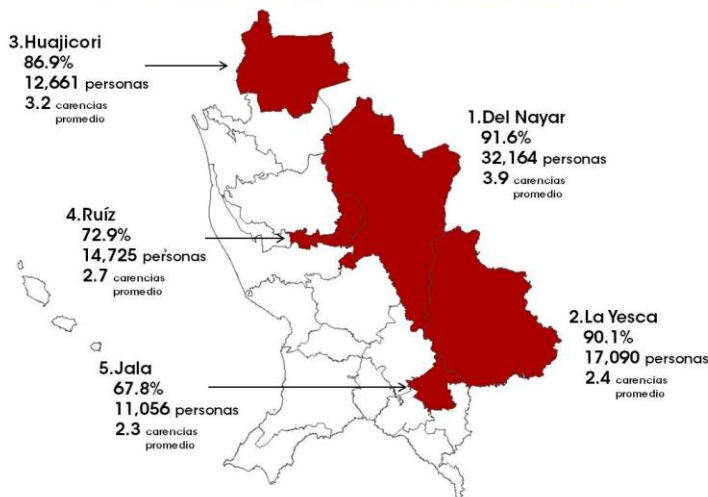 3.Huajicori
86.9%
12,661 personas
3.2 carencias
promedio
1.Del Nayar
91.6%
32,164 personas
3.9 carencias
promedio
4.Ruíz
72.9%
14,725 personas
2.7 carencias
promedio
2.La Yesca
90.1%
17,090 personas
2.4 carencias
promedio
5.Jala
67.8%
11,056 personas
2.3 carencias
promedio